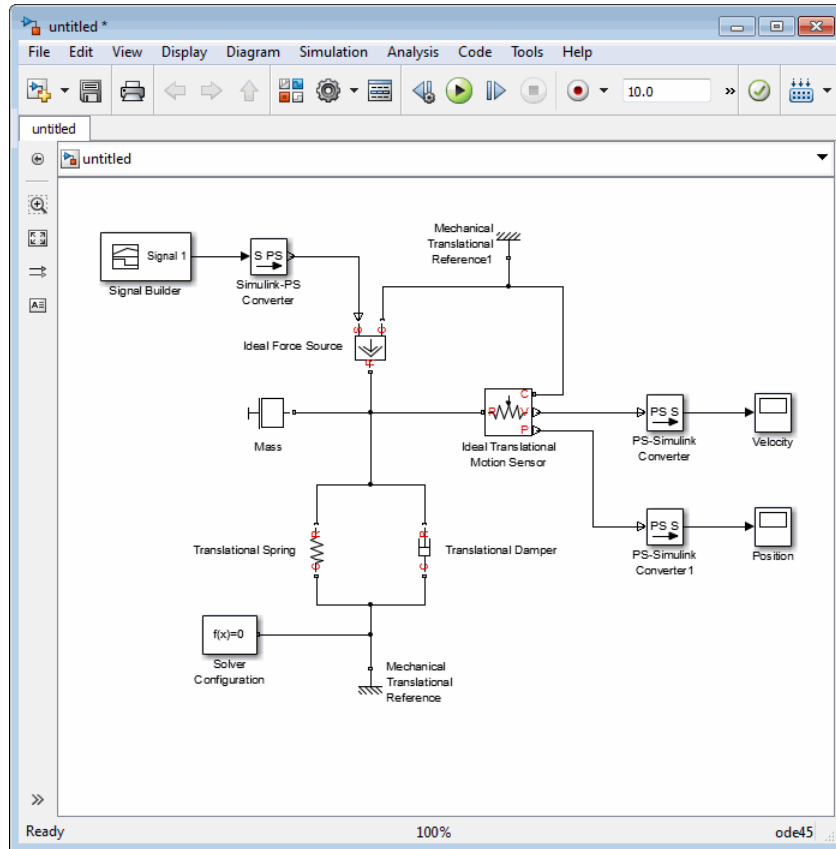 untitled *
File Edit View Display Diagram Simulation Analysis Code Tools Help
10.0
»
untitled
untitled
Mechanical
Translational
Reference1
Signal 1
Signal Builder
S PS
Simulink-PS
Converter
S
C
Ideal Force Source
R
Mass
R
C
V
P
Ideal Translational
Motion Sensor
PS S
PS-Simulink
Converter
Velocity
R
C
Translational Spring
R
C
Translational Damper
PS S
PS-Simulink
Converter1
Position
f(x)=0
Solver
Configuration
Mechanical
Translational
Reference
»
Ready 100% ode45